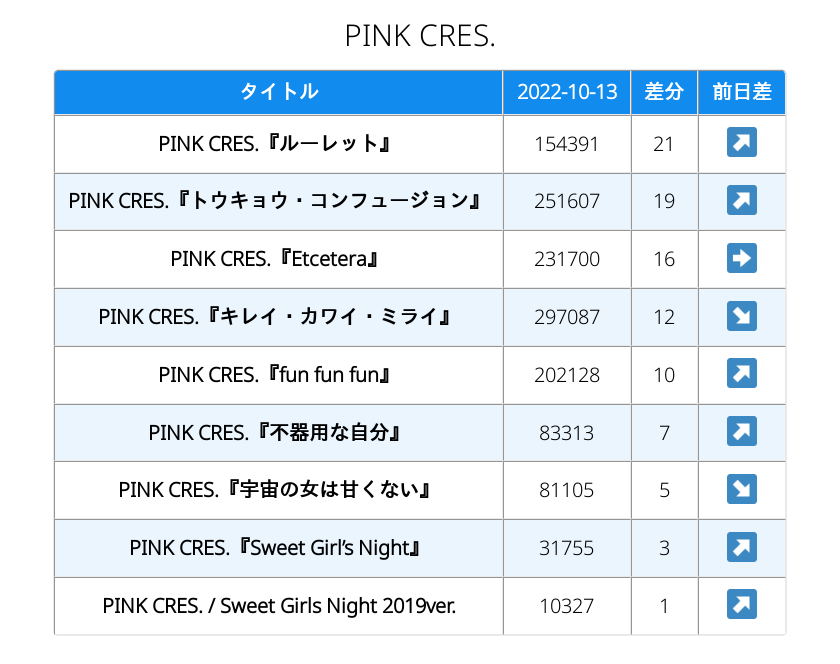 PINK CRES.
タイトル 2022-10-13 差分 前日差
PINK CRES.『ルーレット』 154391 21 ↗
PINK CRES.『トウキョウ・コンフュージョン』 251607 19 ↗
PINK CRES.『Etcetera』 231700 16 ➡
PINK CRES.『キレイ・カワイ・ミライ』 297087 12 ↘
PINK CRES.『fun fun fun』 202128 10 ↗
PINK CRES.『不器用な自分』 83313 7 ↗
PINK CRES.『宇宙の女は甘くない』 81105 5 ↘
PINK CRES.『Sweet Girl’s Night』 31755 3 ↗
PINK CRES. / Sweet Girls Night 2019ver. 10327 1 ↗